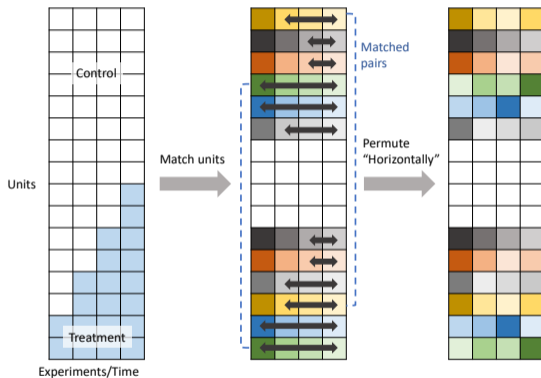 Control
Units
Treatment
Experiments/Time
Match units
Matched
pairs
Permute
“Horizontally”